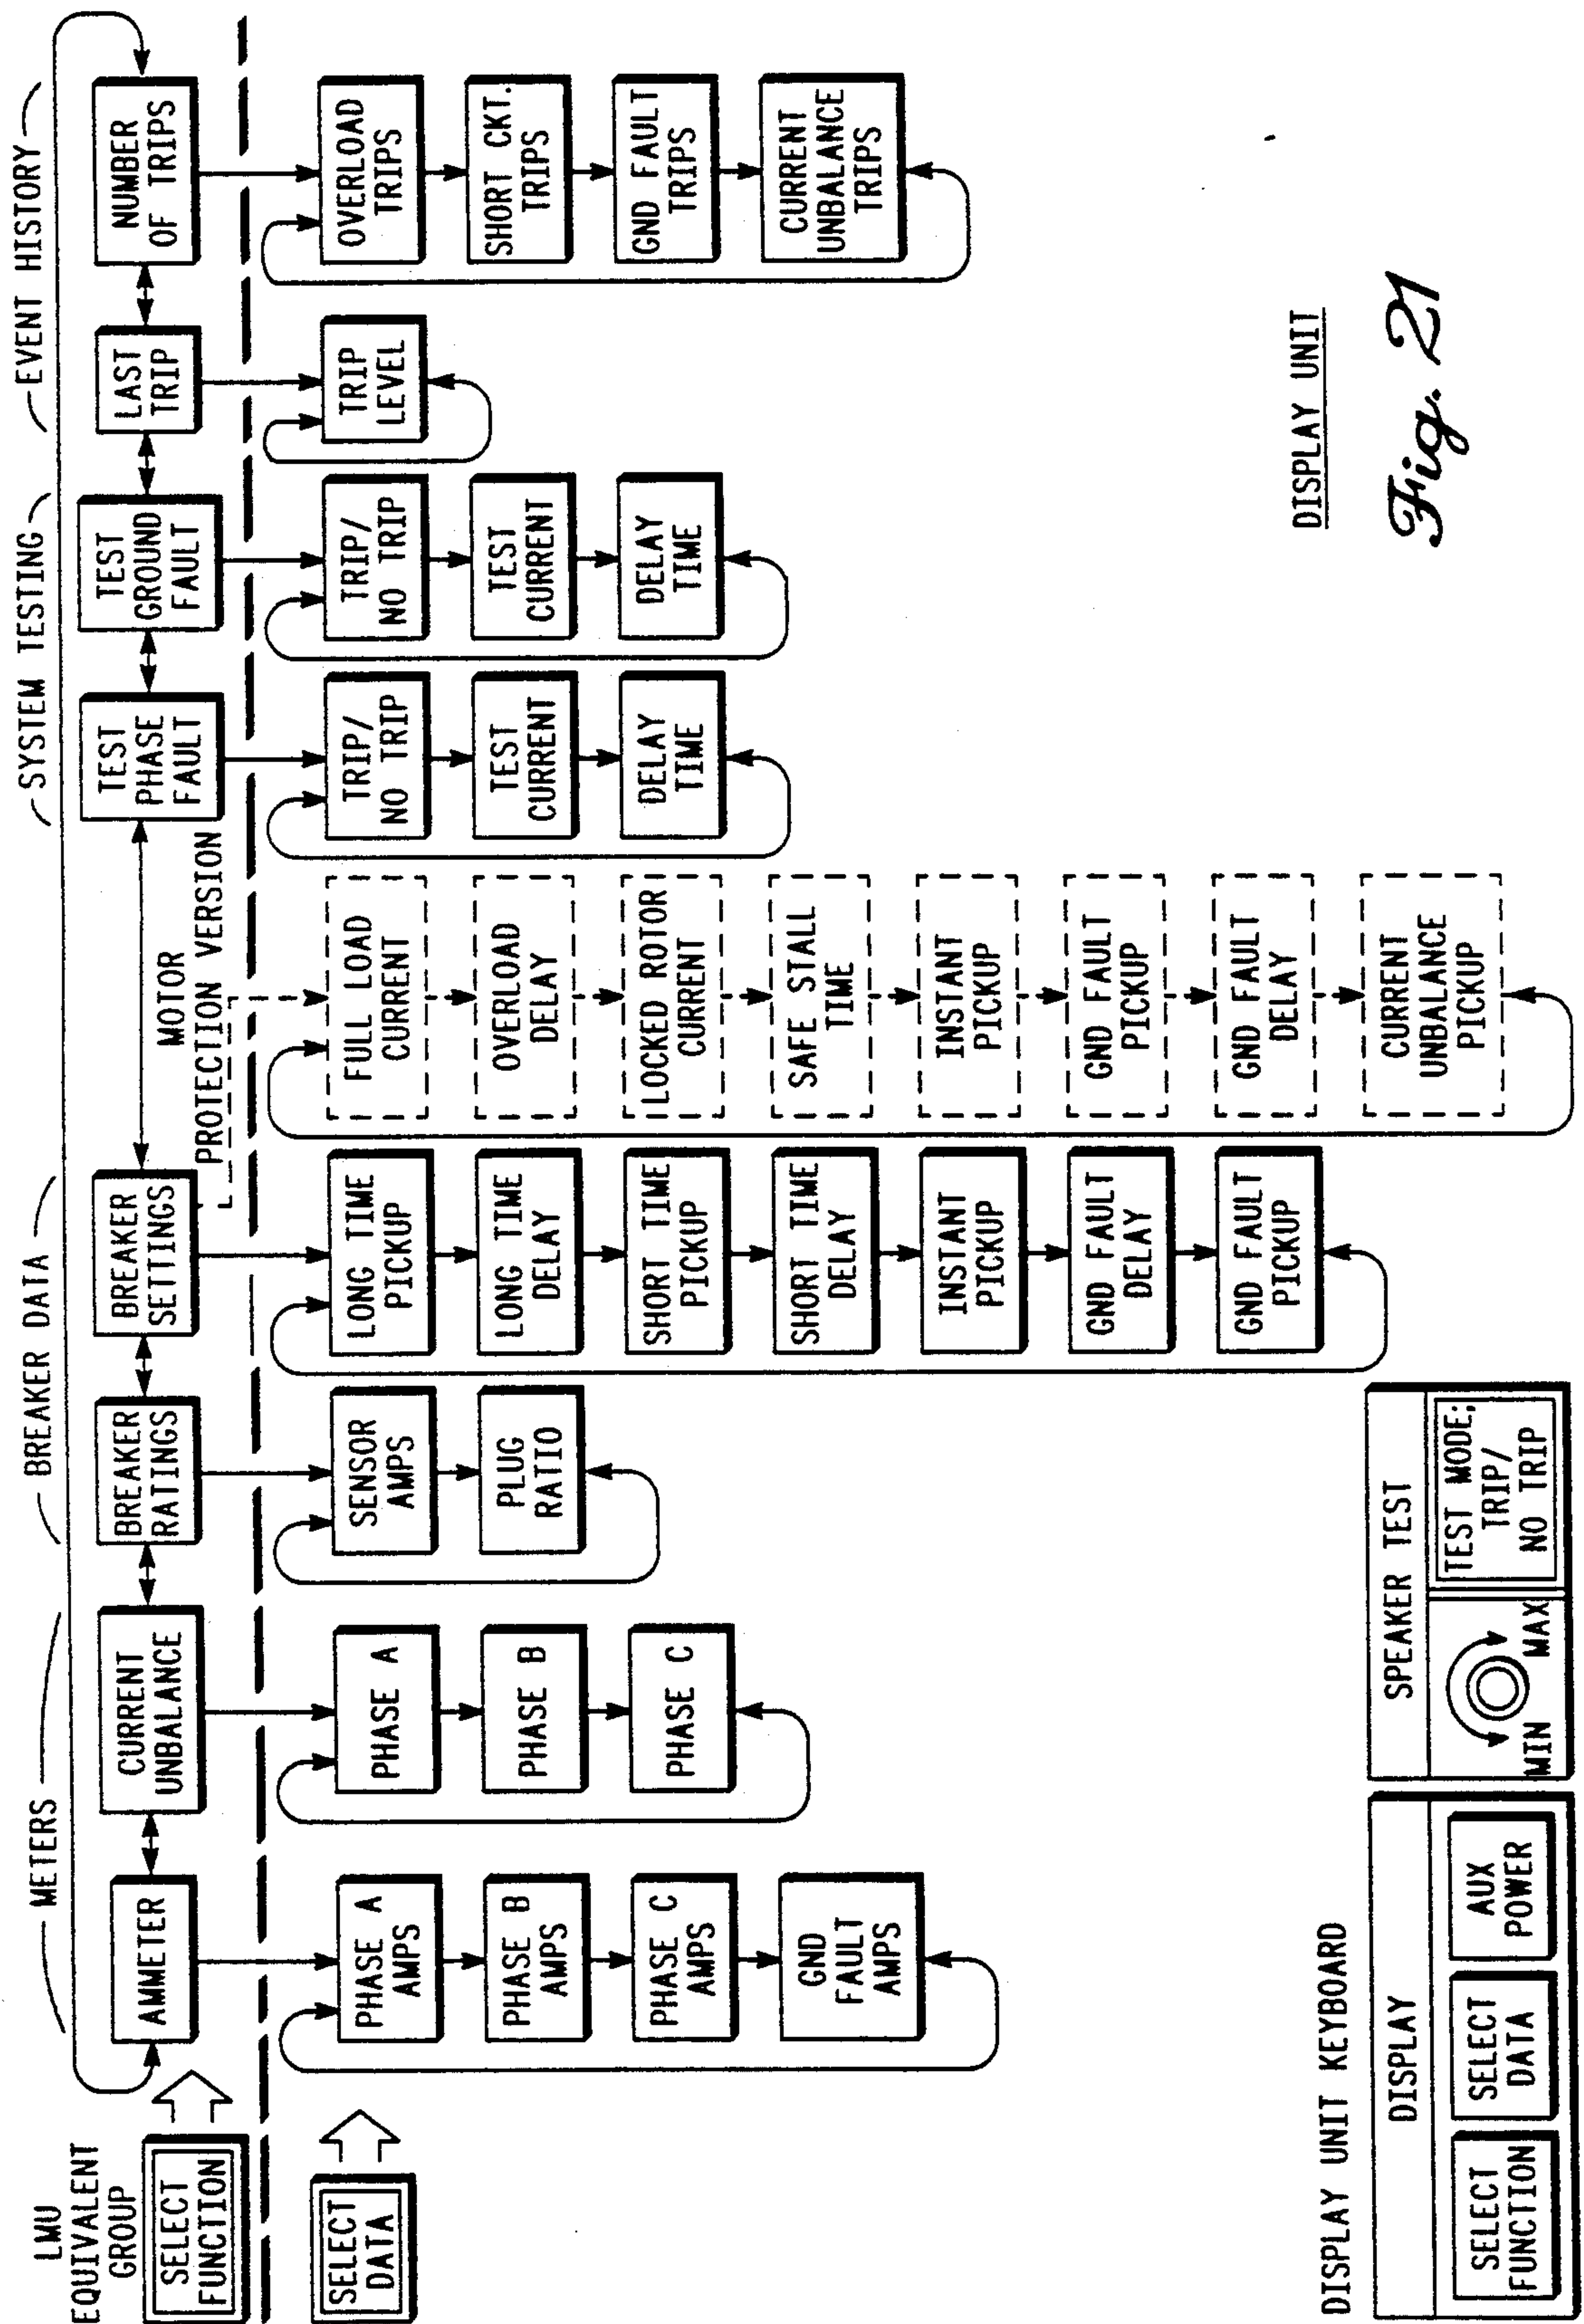 LMU
EQUIVALENT
GROUP
METERS
BREAKER DATA
SYSTEM TESTING
EVENT HISTORY
SELECT
FUNCTION
AMMETER
CURRENT
UNBALANCE
BREAKER
RATINGS
BREAKER
SETTINGS
MOTOR
PROTECTION VERSION
TEST
PHASE
FAULT
TEST
GROUND
FAULT
LAST
TRIP
NUMBER
OF TRIPS
SELECT
DATA
PHASE A
AMPS
PHASE B
AMPS
PHASE C
AMPS
GND
FAULT
AMPS
PHASE A
PHASE B
PHASE C
SENSOR
AMPS
PLUG
RATIO
LONG TIME
PICKUP
LONG TIME
DELAY
SHORT TIME
PICKUP
SHORT TIME
DELAY
INSTANT
PICKUP
GND FAULT
DELAY
GND FAULT
PICKUP
FULL LOAD
CURRENT
OVERLOAD
DELAY
LOCKED ROTOR
CURRENT
SAFE STALL
TIME
INSTANT
PICKUP
GND FAULT
PICKUP
GND FAULT
DELAY
CURRENT
UNBALANCE
PICKUP
TRIP/
NO TRIP
TEST
CURRENT
DELAY
TIME
TRIP/
NO TRIP
TEST
CURRENT
DELAY
TIME
TRIP
LEVEL
OVERLOAD
TRIPS
SHORT CKT.
TRIPS
GND FAULT
TRIPS
CURRENT
UNBALANCE
TRIPS
DISPLAY UNIT KEYBOARD
DISPLAY
SELECT
FUNCTION
SELECT
DATA
AUX
POWER
SPEAKER TEST
MIN MAX
TEST MODE;
TRIP/
NO TRIP
DISPLAY UNIT
Fig. 21